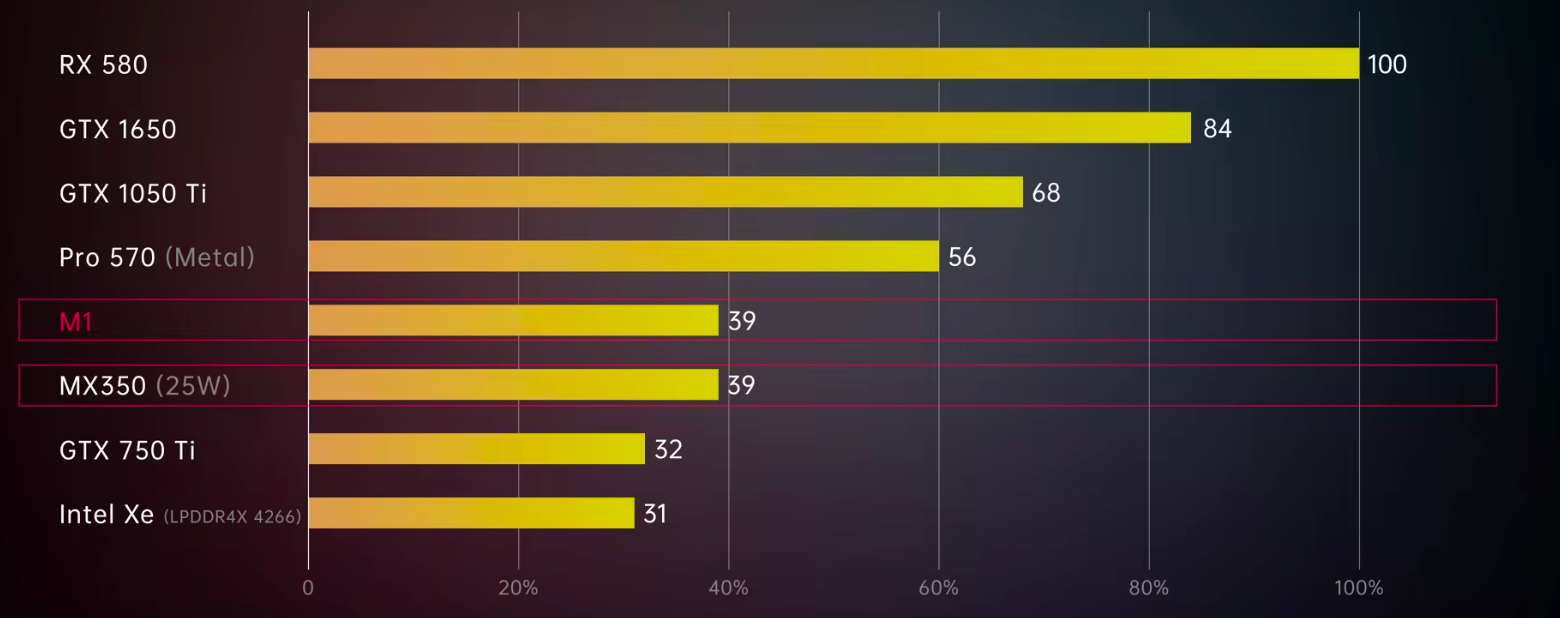 RX 580 100
GTX 1650 84
GTX 1050 Ti 68
Pro 570 (Metal) 56
M1 39
MX350 (25W) 39
GTX 750 Ti 32
Intel Xe (LPDDR4X 4266) 31
0 20% 40% 60% 80% 100%